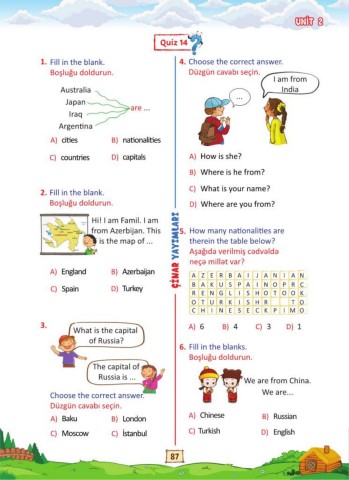 UNİT 2
Quiz 14
1. Fill in the blank.
Boşluğu doldurun.
Australia
Japan
Iraq
Argentina
are ...
A) cities
B) nationalities
C) countries
D) capitals
2. Fill in the blank.
Boşluğu doldurun.
Hi! I am Famil. I am
from Azerbaijan. This
is the map of ...
A) England
B) Azerbaijan
C) Spain
D) Turkey
3.
What is the capital
of Russia?
The capital of
Russia is ...
Choose the correct answer.
Düzgün cavabı seçin.
A) Baku
B) London
C) Moscow
C) İstanbul
ÇİNAR YAYIMLARI
4. Choose the correct answer.
Düzgün cavabı seçin.
I am from
India
...
A) How is she?
B) Where is he from?
C) What is your name?
D) Where are you from?
5. How many nationalities are
therein the table below?
Aşağıda verilmiş cədvəldə
neçə millət var?
A Z E R B A I J A N I A N
B A K U S P A I N O P R C
R E N G L I S H O T O O K
O T U R K I S H R T O
C H I N E S E C K P I M O
A) 6 B) 4 C) 3 D) 1
6. Fill in the blanks.
Boşluğu doldurun.
We are from China.
We are...
A) Chinese
B) Russian
C) Turkish
D) English
87